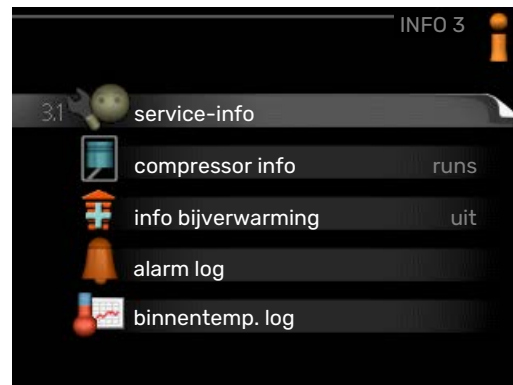 INFO 3
3.1 service-info
compressor info runs
info bijverwarming uit
alarm log
binnentemp. log